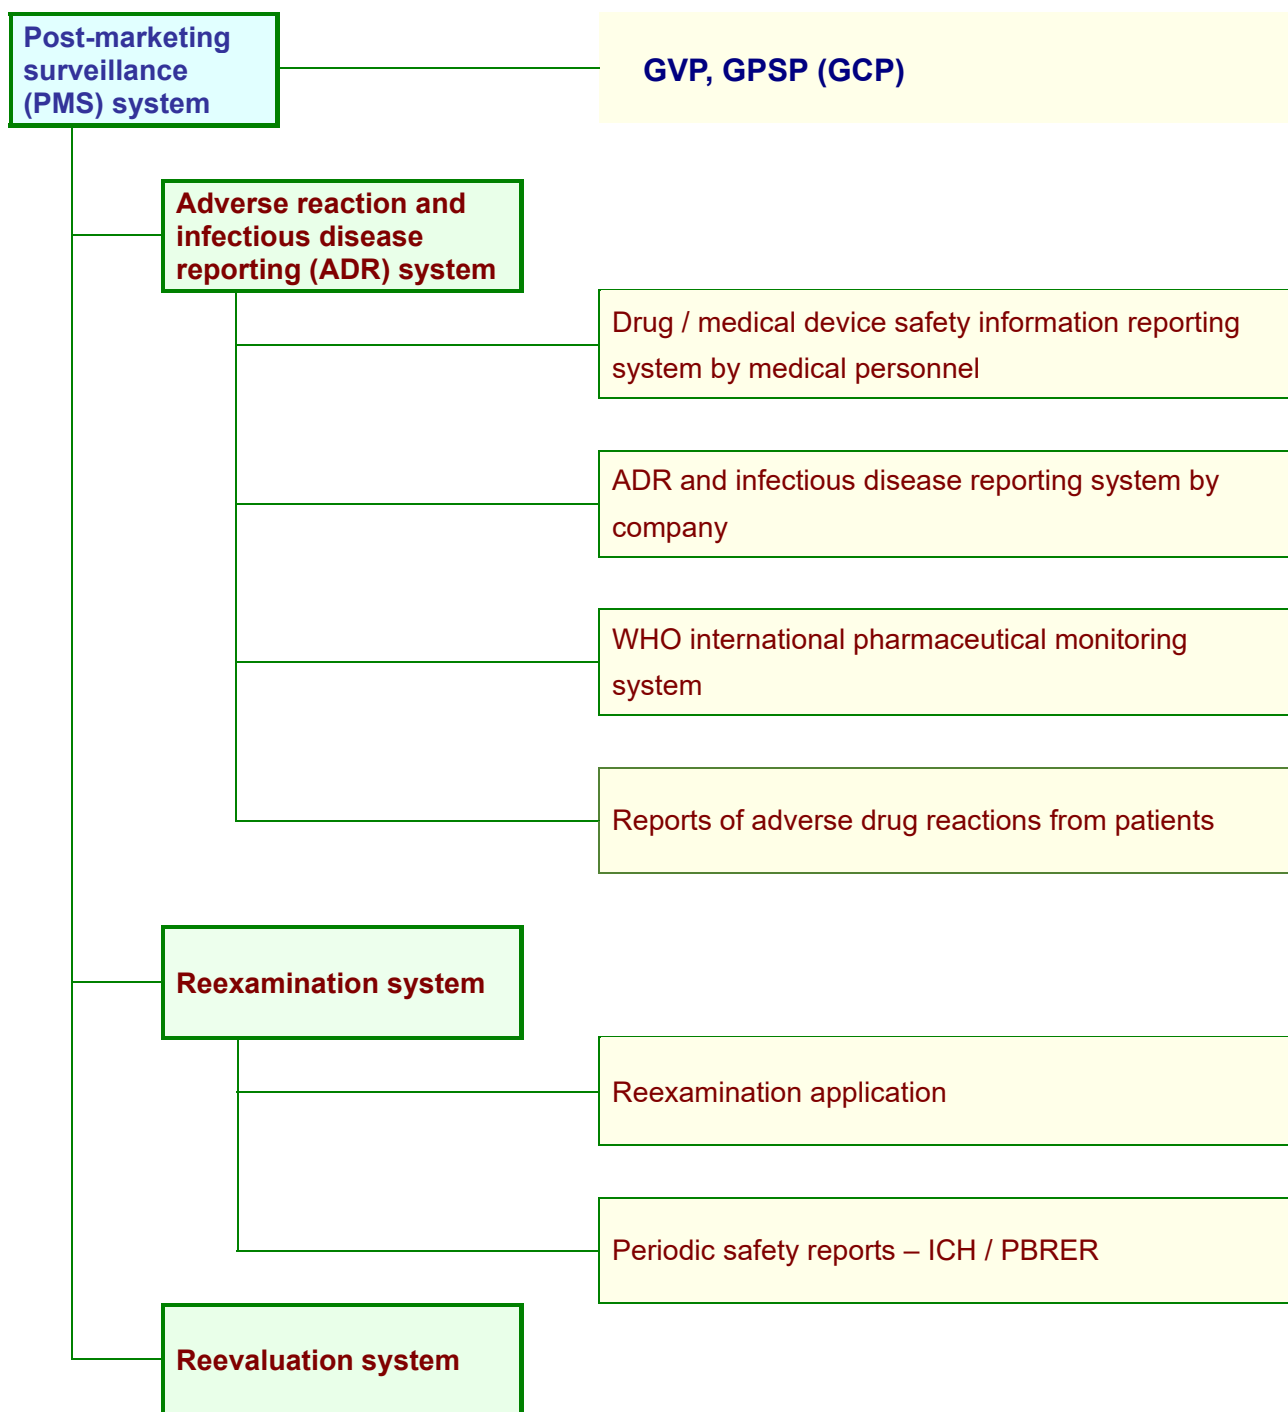 Post-marketing
surveillance
(PMS) system
GVP, GPSP (GCP)
Adverse reaction and
infectious disease
reporting (ADR) system
Drug / medical device safety information reporting
system by medical personnel
ADR and infectious disease reporting system by
company
WHO international pharmaceutical monitoring
system
Reports of adverse drug reactions from patients
Reexamination system
Reexamination application
Periodic safety reports – ICH / PBRER
Reevaluation system